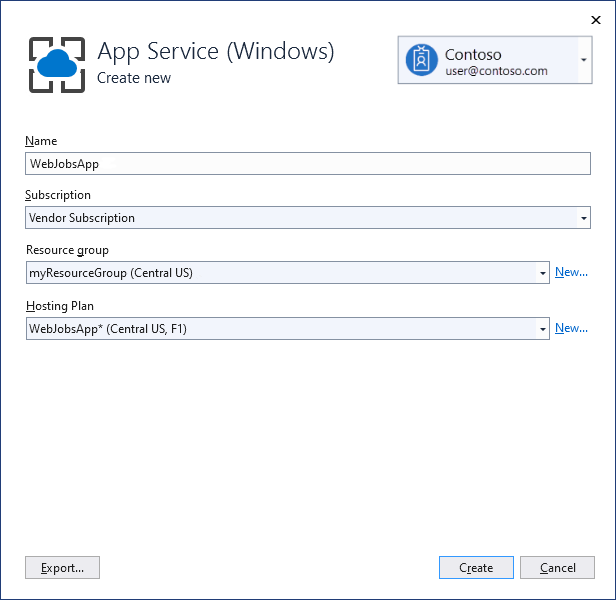 App Service (Windows)
Create new
Contoso
user@contoso.com
Name
WebJobsApp
Subscription
Vendor Subscription
Resource group
myResourceGroup (Central US)
New...
Hosting Plan
WebJobsApp* (Central US, F1)
New...
Export...
Create
Cancel